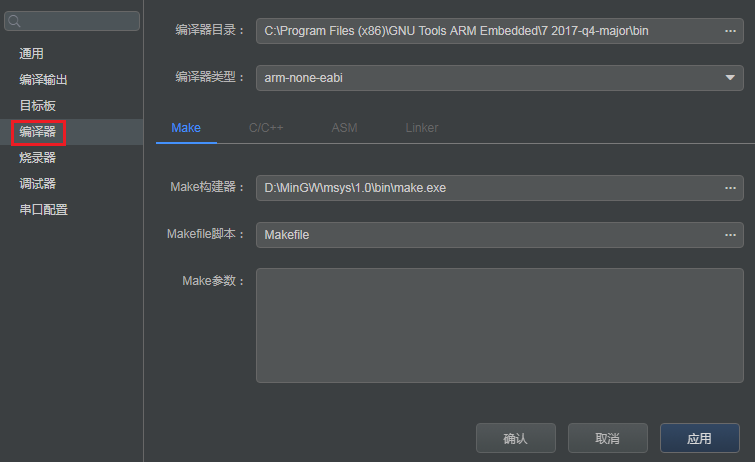 通用
编译输出
目标板
编译器
烧录器
调试器
串口配置
编译器目录： C:\Program Files (x86)\GNU Tools ARM Embedded\7 2017-q4-major\bin ...
编译器类型： arm-none-eabi
Make C/C++ ASM Linker
Make构建器： D:\MinGW\msys\1.0\bin\make.exe ...
Makefile脚本： Makefile ...
Make参数：
确认 取消 应用